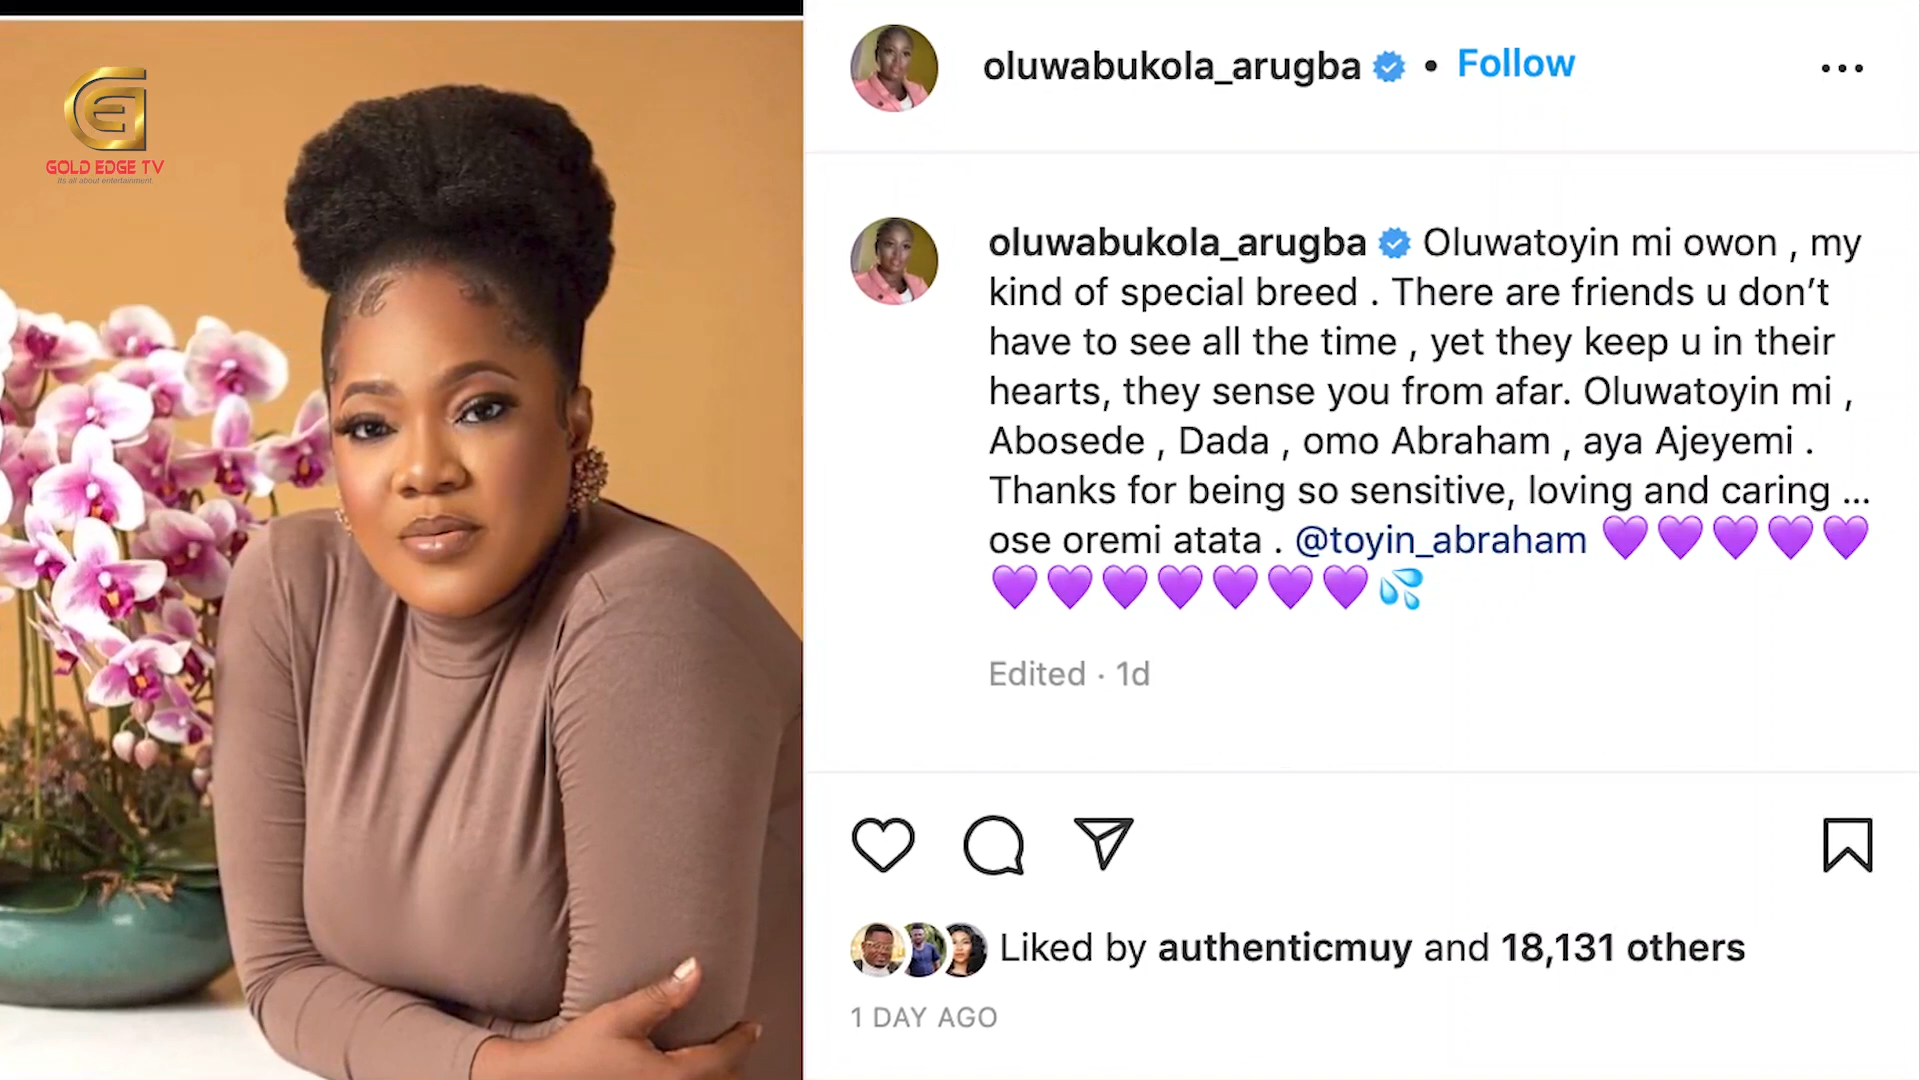 GOLD EDGE TV
Its all about entertainment.
oluwabukola_arugba • Follow
oluwabukola_arugba Oluwatoyin mi owon , my
kind of special breed . There are friends u don’t
have to see all the time , yet they keep u in their
hearts, they sense you from afar. Oluwatoyin mi ,
Abosede , Dada , omo Abraham , aya Ajeyemi .
Thanks for being so sensitive, loving and caring ...
ose oremi atata . @toyin_abraham 💜💜💜💜💜
💜💜💜💜💜💜💜💦
Edited · 1d
Liked by authenticmuy and 18,131 others
1 DAY AGO